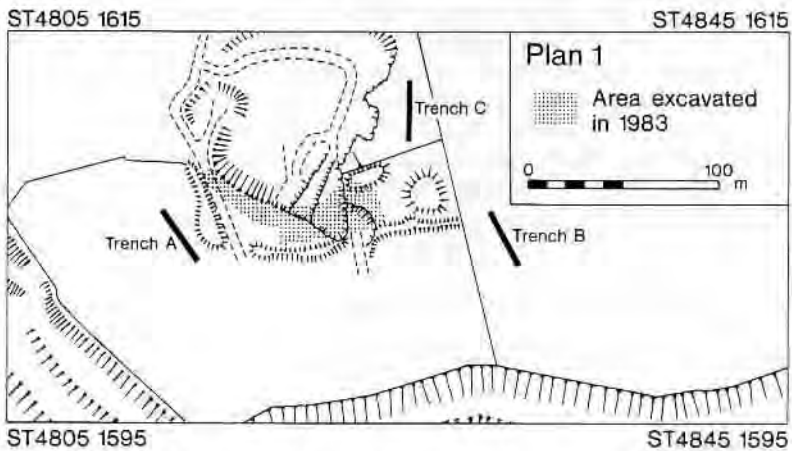 ST4805 1615
ST4845 1615
Plan 1
Area excavated
in 1983
0
100
m
Trench C
Trench A
Trench B
ST4805 1595
ST4845 1595